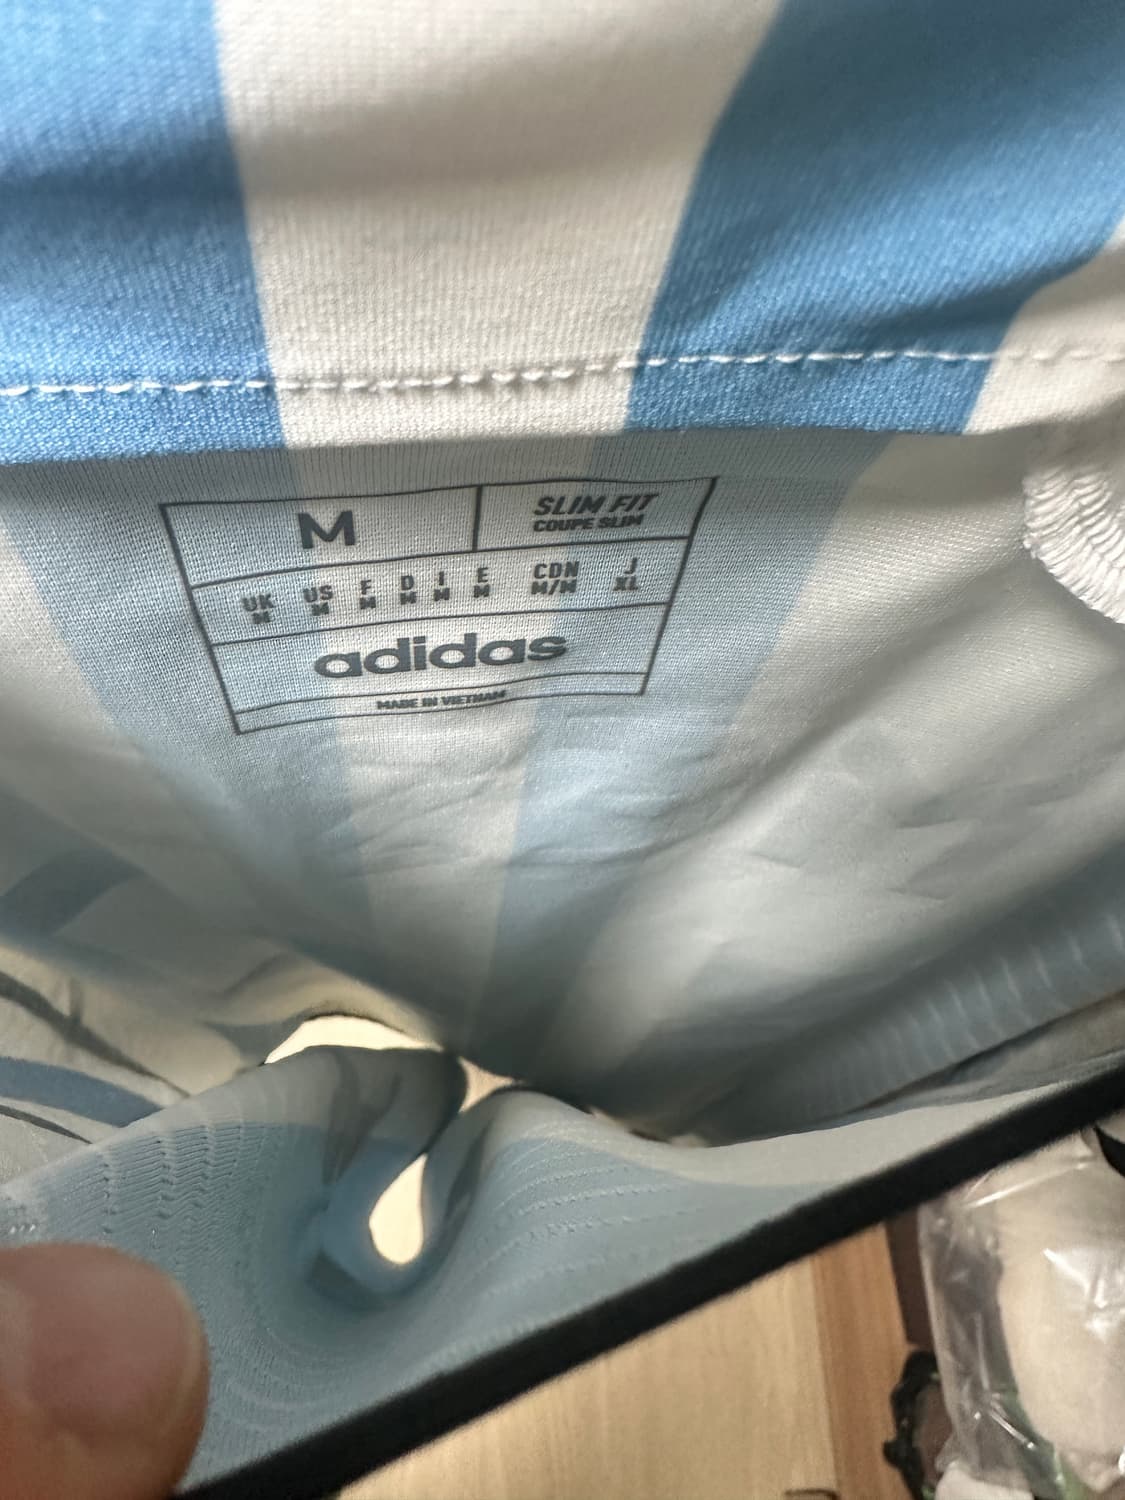 M
SLIM FIT
COUPE SLIM
UK US F D I E CDN J
M M M M M M M/M XL
adidas
MADE IN VIETNAM